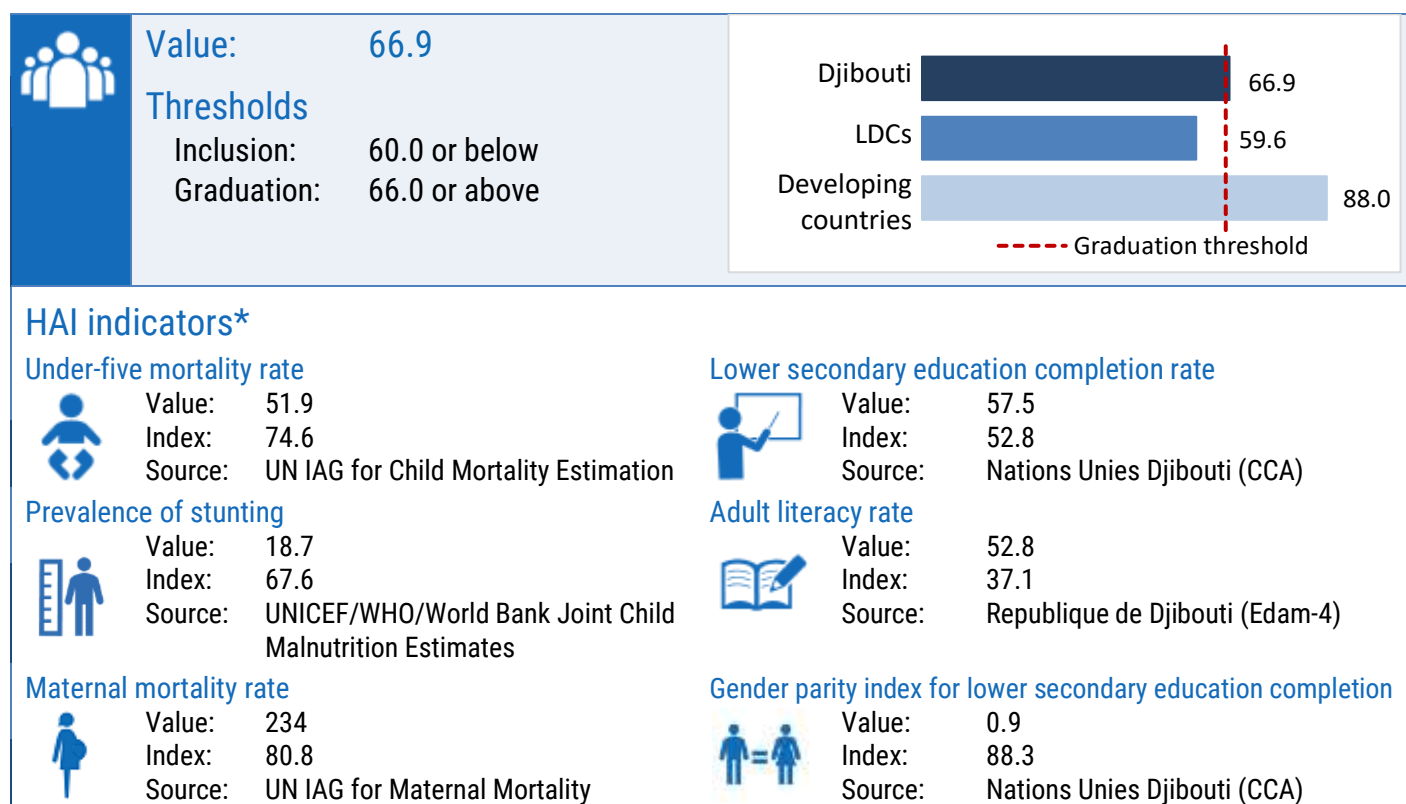 Value: 66.9
Thresholds
Inclusion: 60.0 or below
Graduation: 66.0 or above
Djibouti 66.9
LDCs 59.6
Developing
countries 88.0
Graduation threshold
HAI indicators*
Under-five mortality rate
Value: 51.9
Index: 74.6
Source: UN IAG for Child Mortality Estimation
Prevalence of stunting
Value: 18.7
Index: 67.6
Source: UNICEF/WHO/World Bank Joint Child
Malnutrition Estimates
Maternal mortality rate
Value: 234
Index: 80.8
Source: UN IAG for Maternal Mortality
Lower secondary education completion rate
Value: 57.5
Index: 52.8
Source: Nations Unies Djibouti (CCA)
Adult literacy rate
Value: 52.8
Index: 37.1
Source: Republique de Djibouti (Edam-4)
Gender parity index for lower secondary education completion
Value: 0.9
Index: 88.3
Source: Nations Unies Djibouti (CCA)